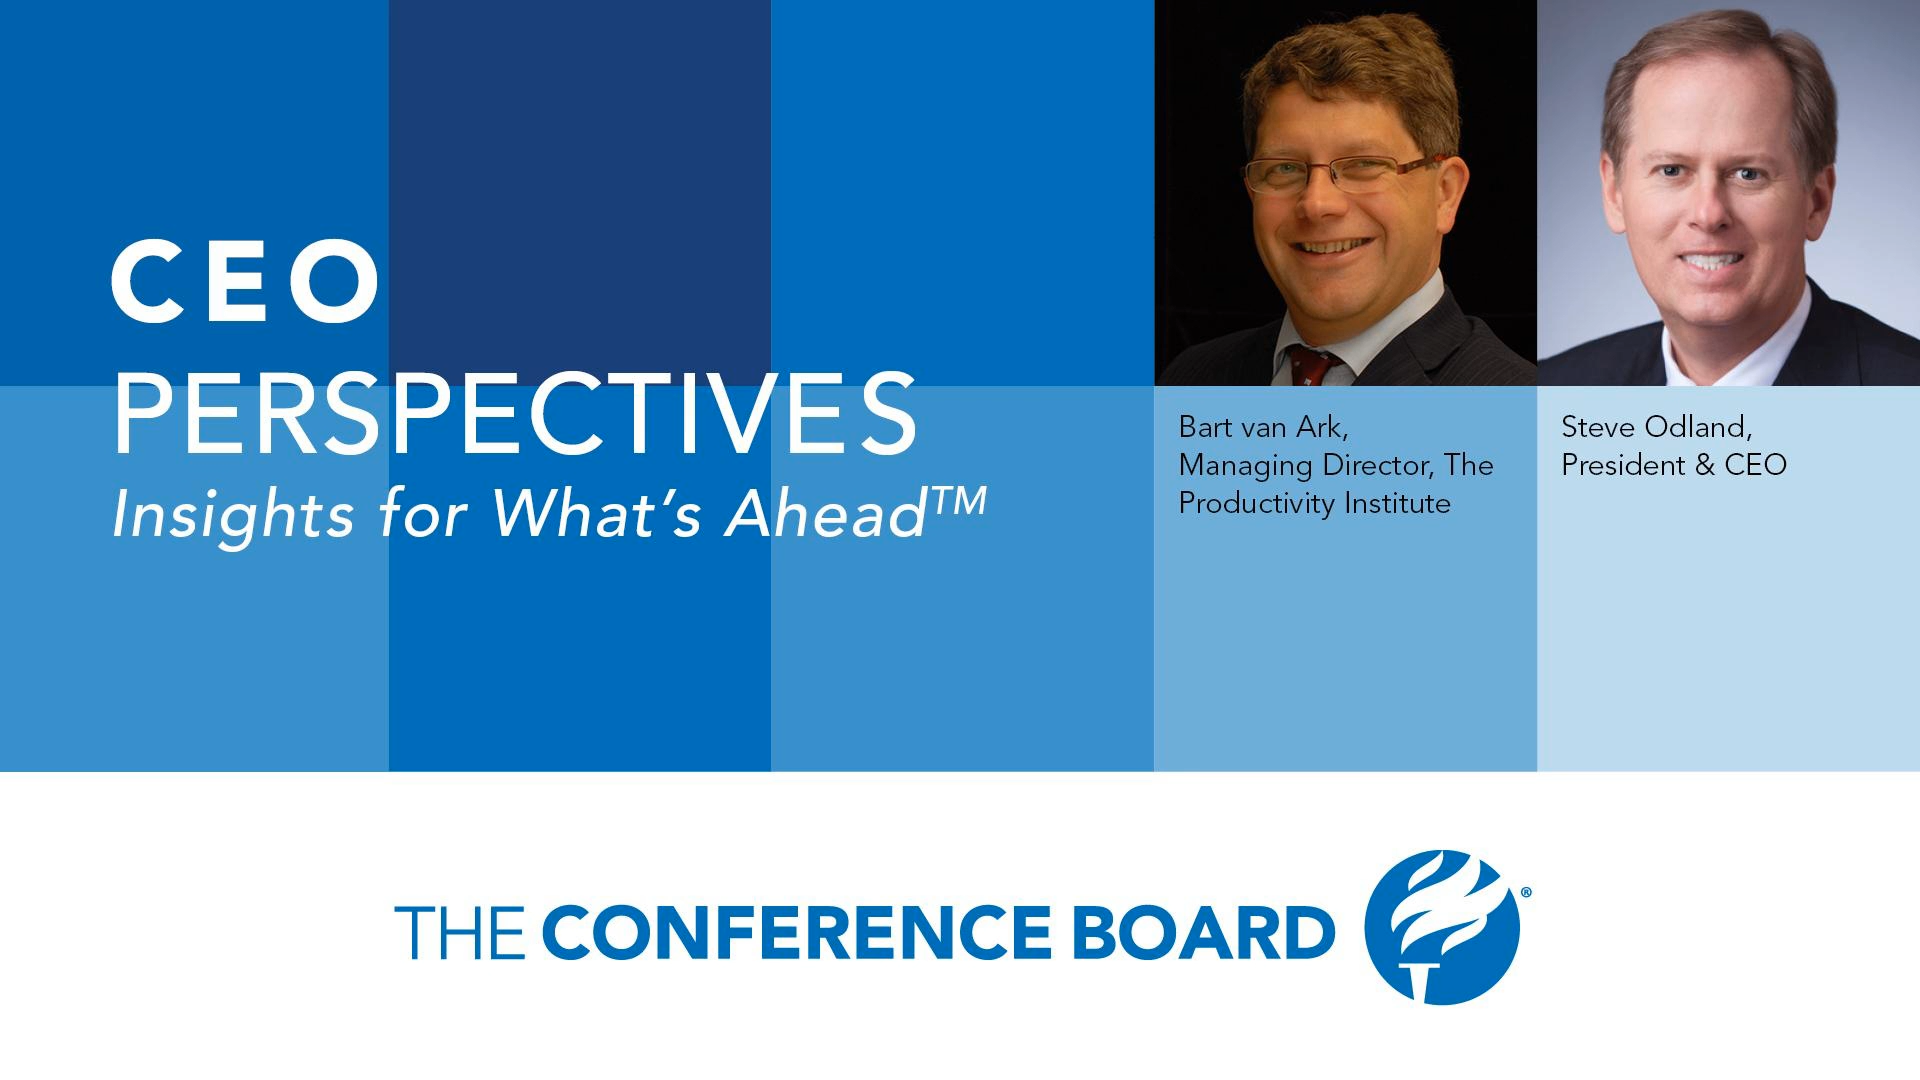 CEO
PERSPECTIVES
Insights for What's Ahead™
Bart van Ark,
Managing Director, The
Productivity Institute
Steve Odland,
President & CEO
THE CONFERENCE BOARD®